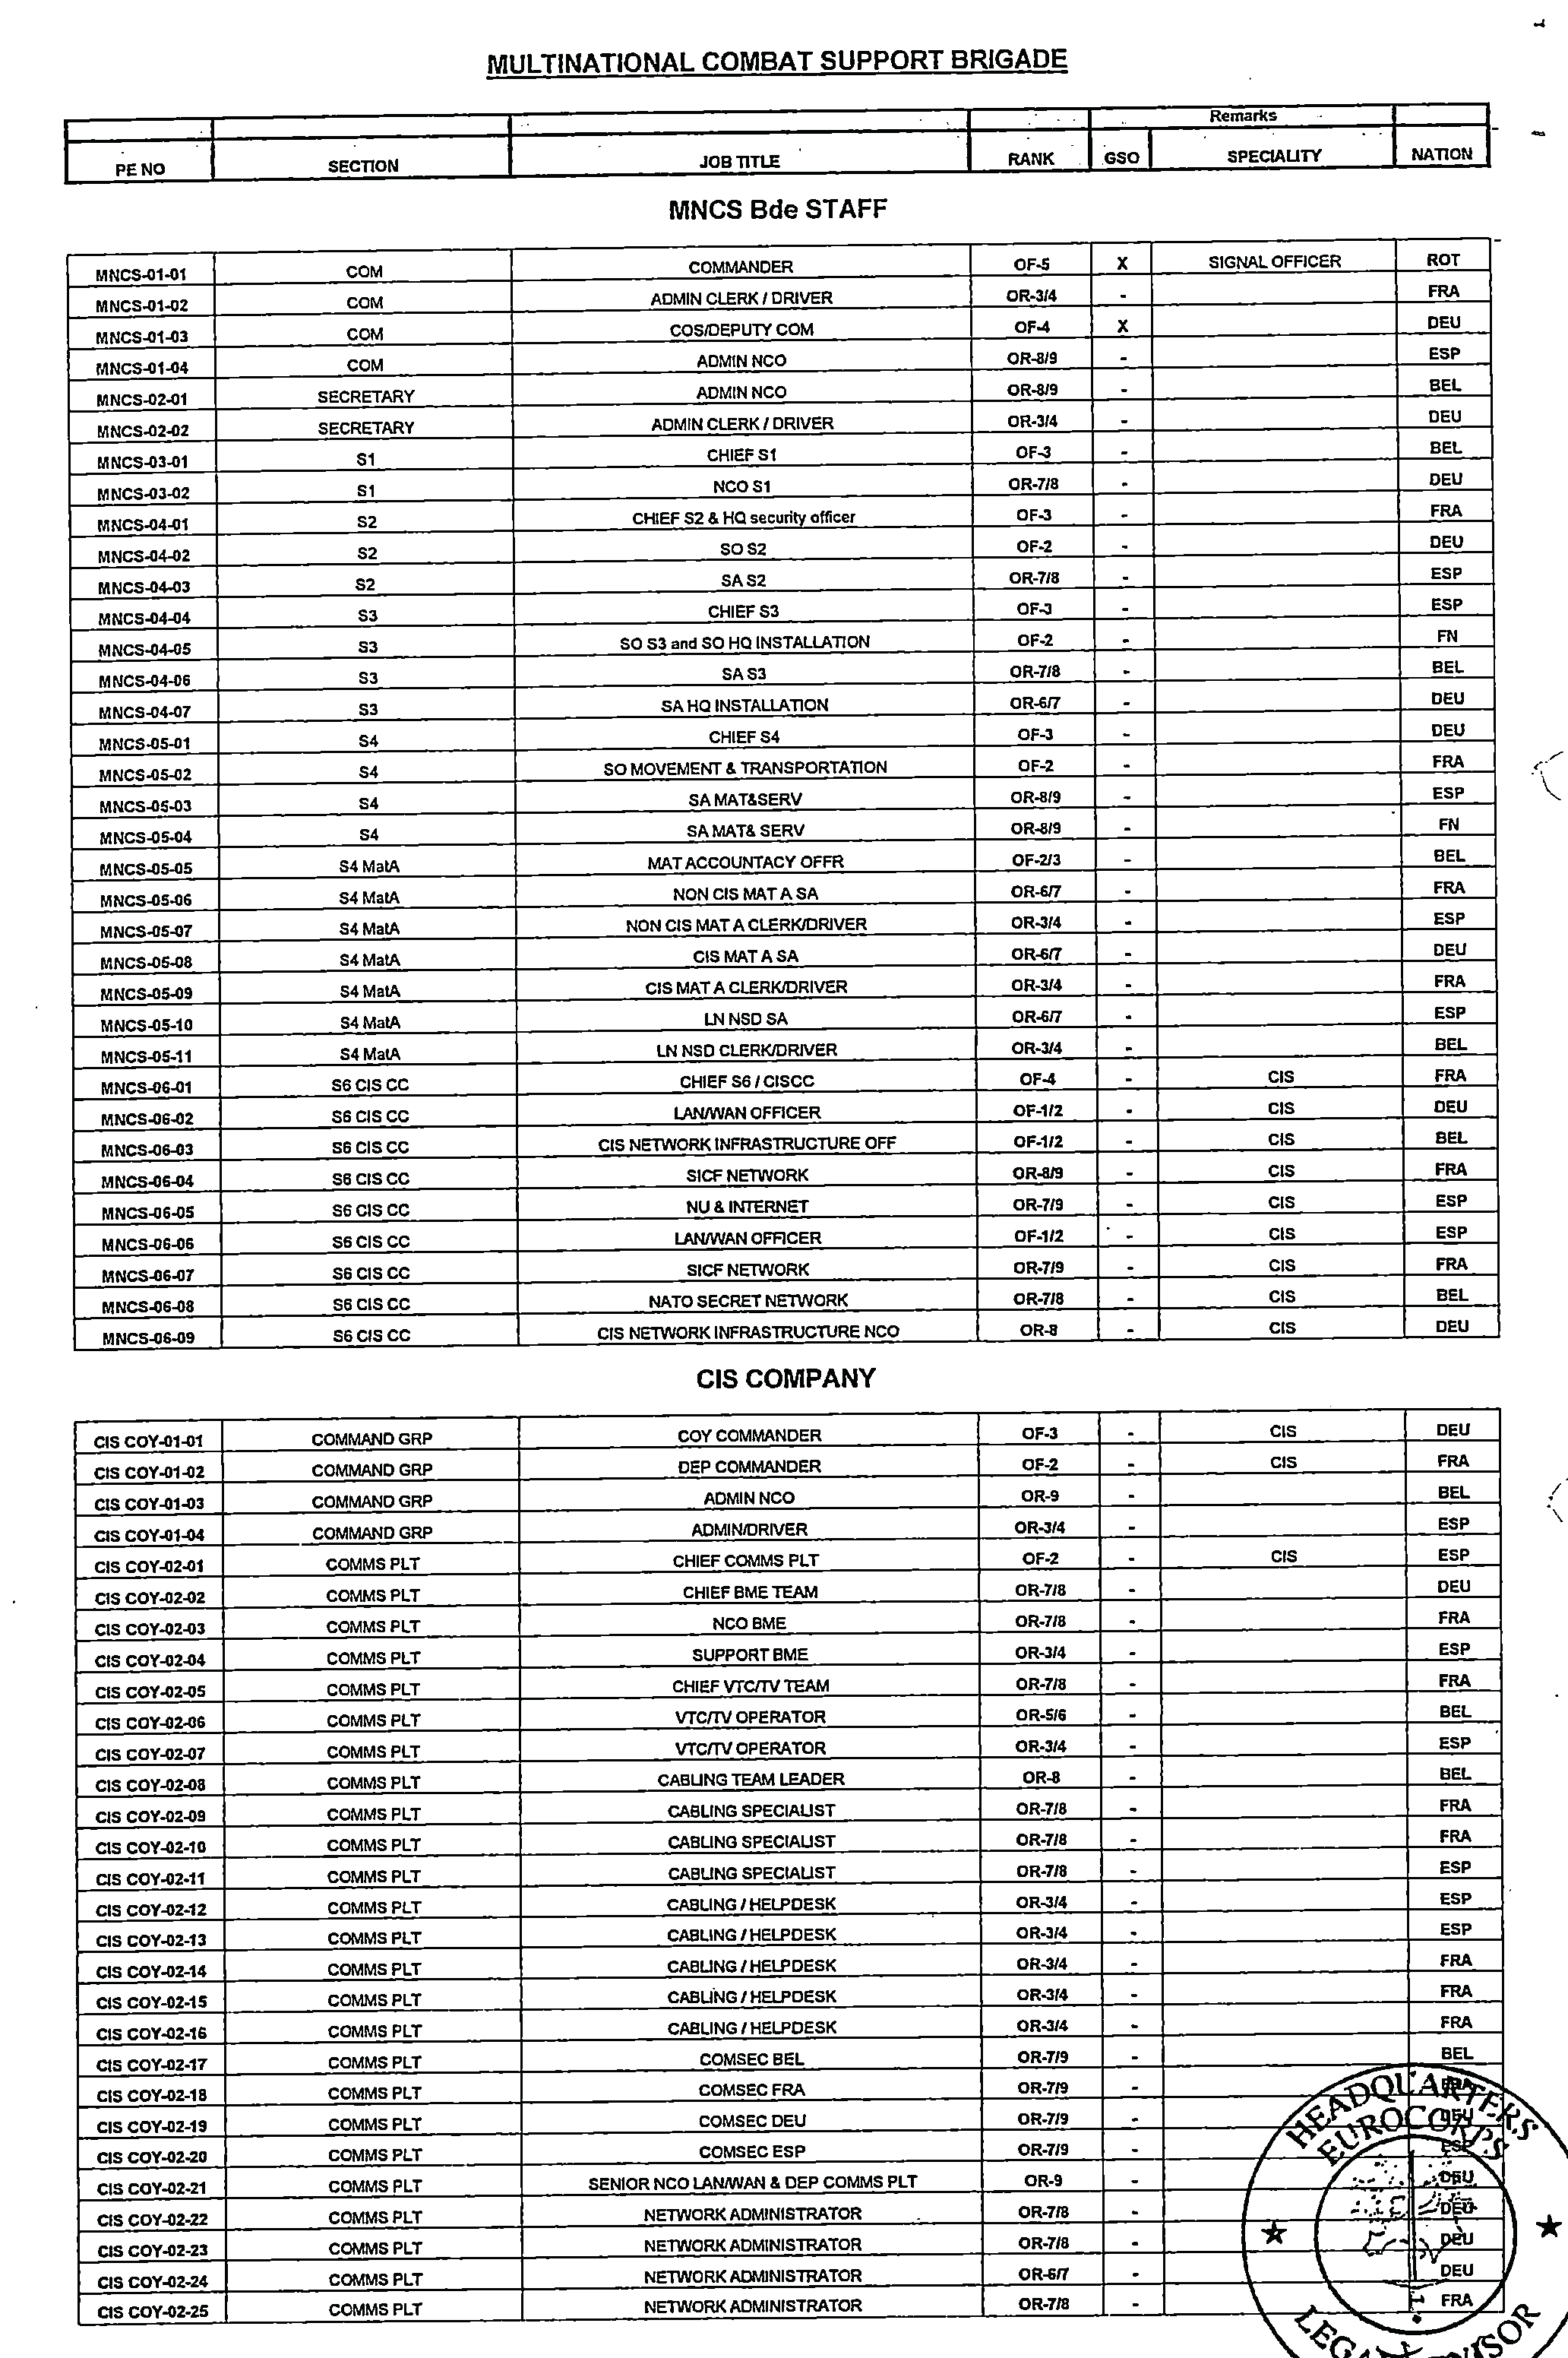 MULTINATIONAL COMBAT SUPPORT BRIGADE
Remarks
PE NO SECTION JOB TITLE RANK GSO SPECIALITY NATION
MNCS Bde STAFF
MNCS-01-01 COM COMMANDER OF-5 X SIGNAL OFFICER ROT
MNCS-01-02 COM ADMIN CLERK / DRIVER OR-3/4 - FRA
MNCS-01-03 COM COS/DEPUTY COM OF-4 X DEU
MNCS-01-04 COM ADMIN NCO OR-8/9 - ESP
MNCS-02-01 SECRETARY ADMIN NCO OR-8/9 - BEL
MNCS-02-02 SECRETARY ADMIN CLERK / DRIVER OR-3/4 - DEU
MNCS-03-01 S1 CHIEF S1 OF-3 - BEL
MNCS-03-02 S1 NCO S1 OR-7/8 - DEU
MNCS-04-01 S2 CHIEF S2 & HQ security officer OF-3 - FRA
MNCS-04-02 S2 SO S2 OF-2 - DEU
MNCS-04-03 S2 SA S2 OR-7/8 - ESP
MNCS-04-04 S3 CHIEF S3 OF-3 - ESP
MNCS-04-05 S3 SO S3 and SO HQ INSTALLATION OF-2 - FN
MNCS-04-06 S3 SA S3 OR-7/8 - BEL
MNCS-04-07 S3 SA HQ INSTALLATION OR-6/7 - DEU
MNCS-05-01 S4 CHIEF S4 OF-3 - DEU
MNCS-05-02 S4 SO MOVEMENT & TRANSPORTATION OF-2 - FRA
MNCS-05-03 S4 SA MAT&SERV OR-8/9 - ESP
MNCS-05-04 S4 SA MAT& SERV OR-8/9 - FN
MNCS-05-05 S4 MatA MAT ACCOUNTACY OFFR OF-2/3 - BEL
MNCS-05-06 S4 MatA NON CIS MAT A SA OR-6/7 - FRA
MNCS-05-07 S4 MatA NON CIS MAT A CLERK/DRIVER OR-3/4 - ESP
MNCS-05-08 S4 MatA CIS MAT A SA OR-6/7 - DEU
MNCS-05-09 S4 MatA CIS MAT A CLERK/DRIVER OR-3/4 - FRA
MNCS-05-10 S4 MatA LN NSD SA OR-6/7 - ESP
MNCS-05-11 S4 MatA LN NSD CLERK/DRIVER OR-3/4 - BEL
MNCS-06-01 S6 CIS CC CHIEF S6 / CISCC OF-4 - CIS FRA
MNCS-06-02 S6 CIS CC LAN/WAN OFFICER OF-1/2 - CIS DEU
MNCS-06-03 S6 CIS CC CIS NETWORK INFRASTRUCTURE OFF OF-1/2 - CIS BEL
MNCS-06-04 S6 CIS CC SICF NETWORK OR-8/9 - CIS FRA
MNCS-06-05 S6 CIS CC NU & INTERNET OR-7/9 - CIS ESP
MNCS-06-06 S6 CIS CC LAN/WAN OFFICER OF-1/2 - CIS ESP
MNCS-06-07 S6 CIS CC SICF NETWORK OR-7/9 - CIS FRA
MNCS-06-08 S6 CIS CC NATO SECRET NETWORK OR-7/8 - CIS BEL
MNCS-06-09 S6 CIS CC CIS NETWORK INFRASTRUCTURE NCO OR-8 - CIS DEU
CIS COMPANY
CIS COY-01-01 COMMAND GRP COY COMMANDER OF-3 - CIS DEU
CIS COY-01-02 COMMAND GRP DEP COMMANDER OF-2 - CIS FRA
CIS COY-01-03 COMMAND GRP ADMIN NCO OR-9 - BEL
CIS COY-01-04 COMMAND GRP ADMIN/DRIVER OR-3/4 - ESP
CIS COY-02-01 COMMS PLT CHIEF COMMS PLT OF-2 - CIS ESP
CIS COY-02-02 COMMS PLT CHIEF BME TEAM OR-7/8 - DEU
CIS COY-02-03 COMMS PLT NCO BME OR-7/8 - FRA
CIS COY-02-04 COMMS PLT SUPPORT BME OR-3/4 - ESP
CIS COY-02-05 COMMS PLT CHIEF VTC/TV TEAM OR-7/8 - FRA
CIS COY-02-06 COMMS PLT VTC/TV OPERATOR OR-5/6 - BEL
CIS COY-02-07 COMMS PLT VTC/TV OPERATOR OR-3/4 - ESP
CIS COY-02-08 COMMS PLT CABLING TEAM LEADER OR-8 - BEL
CIS COY-02-09 COMMS PLT CABLING SPECIALIST OR-7/8 - FRA
CIS COY-02-10 COMMS PLT CABLING SPECIALIST OR-7/8 - FRA
CIS COY-02-11 COMMS PLT CABLING SPECIALIST OR-7/8 - ESP
CIS COY-02-12 COMMS PLT CABLING / HELPDESK OR-3/4 - ESP
CIS COY-02-13 COMMS PLT CABLING / HELPDESK OR-3/4 - ESP
CIS COY-02-14 COMMS PLT CABLING / HELPDESK OR-3/4 - FRA
CIS COY-02-15 COMMS PLT CABLING / HELPDESK OR-3/4 - FRA
CIS COY-02-16 COMMS PLT CABLING / HELPDESK OR-3/4 - FRA
CIS COY-02-17 COMMS PLT COMSEC BEL OR-7/9 - BEL
CIS COY-02-18 COMMS PLT COMSEC FRA OR-7/9 -
CIS COY-02-19 COMMS PLT COMSEC DEU OR-7/9 - DEU
CIS COY-02-20 COMMS PLT COMSEC ESP OR-7/9 - ESP
CIS COY-02-21 COMMS PLT SENIOR NCO LAN/WAN & DEP COMMS PLT OR-9 - DEU
CIS COY-02-22 COMMS PLT NETWORK ADMINISTRATOR OR-7/8 - DEU
CIS COY-02-23 COMMS PLT NETWORK ADMINISTRATOR OR-7/8 - DEU
CIS COY-02-24 COMMS PLT NETWORK ADMINISTRATOR OR-6/7 - DEU
CIS COY-02-25 COMMS PLT NETWORK ADMINISTRATOR OR-7/8 - FRA
HEADQUARTERS
EUROCORPS